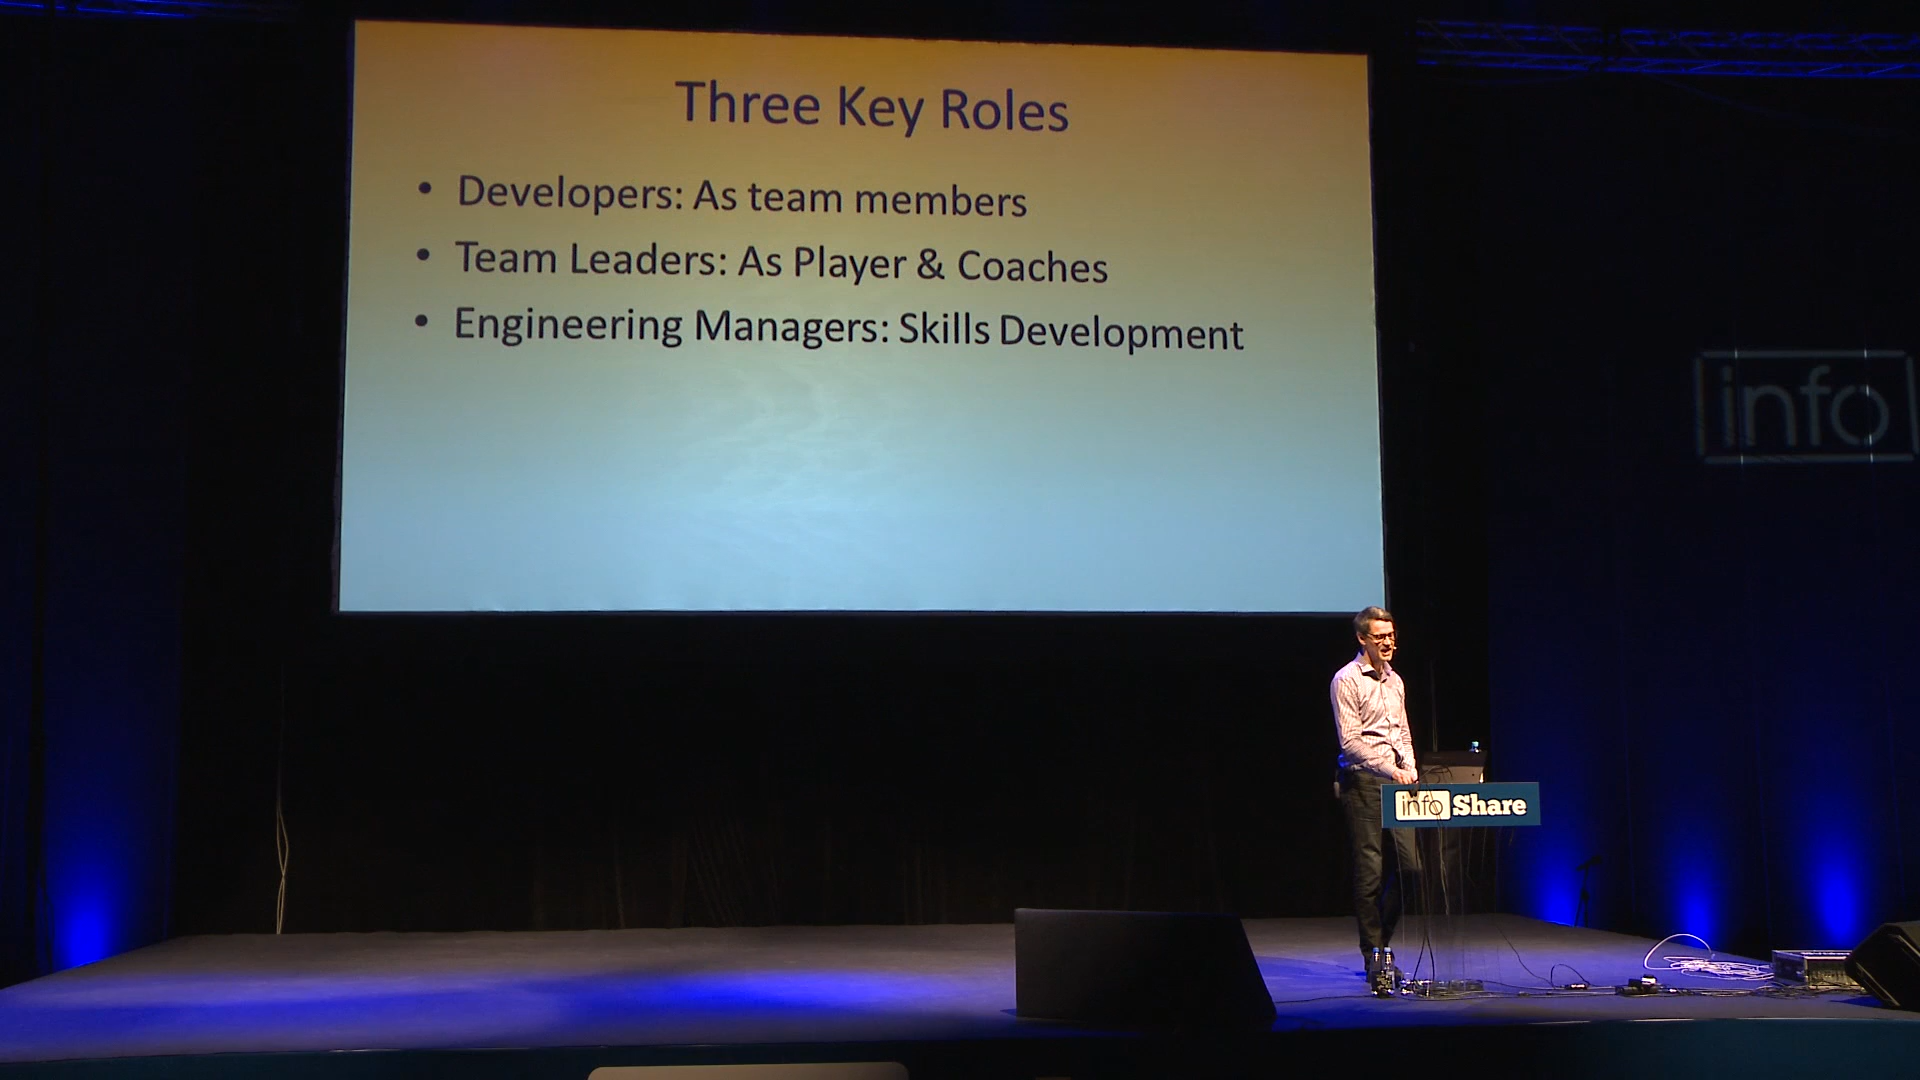 Three Key Roles
• Developers: As team members
• Team Leaders: As Player & Coaches
• Engineering Managers: Skills Development
info
info Share